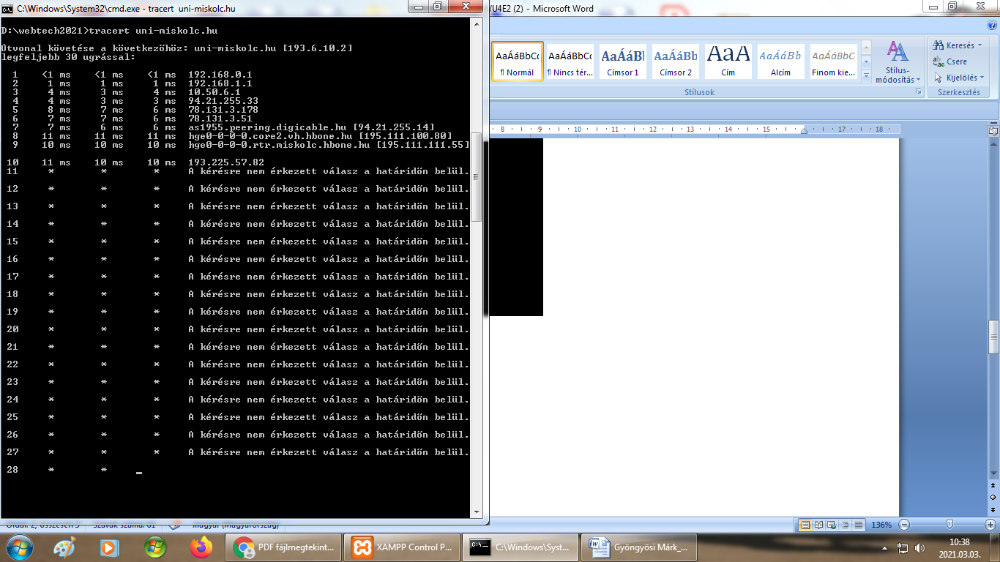 C:\Windows\System32\cmd.exe - tracert uni-miskolc.hu
D:\webtech2021>tracert uni-miskolc.hu
Útvonal követése a következőhöz: uni-miskolc.hu [193.6.10.2]
legfeljebb 30 ugrással:
1 <1 ms <1 ms <1 ms 192.168.0.1
2 1 ms 1 ms 1 ms 192.168.1.1
3 4 ms 3 ms 4 ms 10.50.6.1
4 4 ms 3 ms 3 ms 94.21.255.33
5 8 ms 7 ms 6 ms 78.131.3.178
6 7 ms 7 ms 6 ms 78.131.3.51
7 7 ms 6 ms 6 ms as1955.peering.digicable.hu [94.21.255.14]
8 11 ms 11 ms 11 ms hge0-0-0-0.core2.vh.hbone.hu [195.111.100.80]
9 10 ms 10 ms 10 ms hge0-0-0-0.rtr.miskolc.hbone.hu [195.111.111.55]
10 11 ms 10 ms 10 ms 193.225.57.82
11 * * * A kérésre nem érkezett válasz a határidőn belül.
12 * * * A kérésre nem érkezett válasz a határidőn belül.
13 * * * A kérésre nem érkezett válasz a határidőn belül.
14 * * * A kérésre nem érkezett válasz a határidőn belül.
15 * * * A kérésre nem érkezett válasz a határidőn belül.
16 * * * A kérésre nem érkezett válasz a határidőn belül.
17 * * * A kérésre nem érkezett válasz a határidőn belül.
18 * * * A kérésre nem érkezett válasz a határidőn belül.
19 * * * A kérésre nem érkezett válasz a határidőn belül.
20 * * * A kérésre nem érkezett válasz a határidőn belül.
21 * * * A kérésre nem érkezett válasz a határidőn belül.
22 * * * A kérésre nem érkezett válasz a határidőn belül.
23 * * * A kérésre nem érkezett válasz a határidőn belül.
24 * * * A kérésre nem érkezett válasz a határidőn belül.
25 * * * A kérésre nem érkezett válasz a határidőn belül.
26 * * * A kérésre nem érkezett válasz a határidőn belül.
27 * * * A kérésre nem érkezett válasz a határidőn belül.
28 * * _
U4E2 (2) - Microsoft Word
AaBbCc AaBbCc AaÁáBl AaÁáBb AaÁ AaÁáBb AaÁáBbCc
¶ Normál ¶ Nincs tér... Címsor 1 Címsor 2 Cím Alcím Finom kie...
Stílus-
módosítás
Stílusok
Keresés
Csere
Kijelölés
Szerkesztés
8 9 10 11 12 13 14 15 17 18
Oldal: 2, összesen 3 Szavak száma: 61 magyar (Magyarország)
136%
PDF fájlmegtekint... XAMPP Control P... C:\Windows\Syst... Gyöngyösi Márk_...
10:38
2021.03.03.